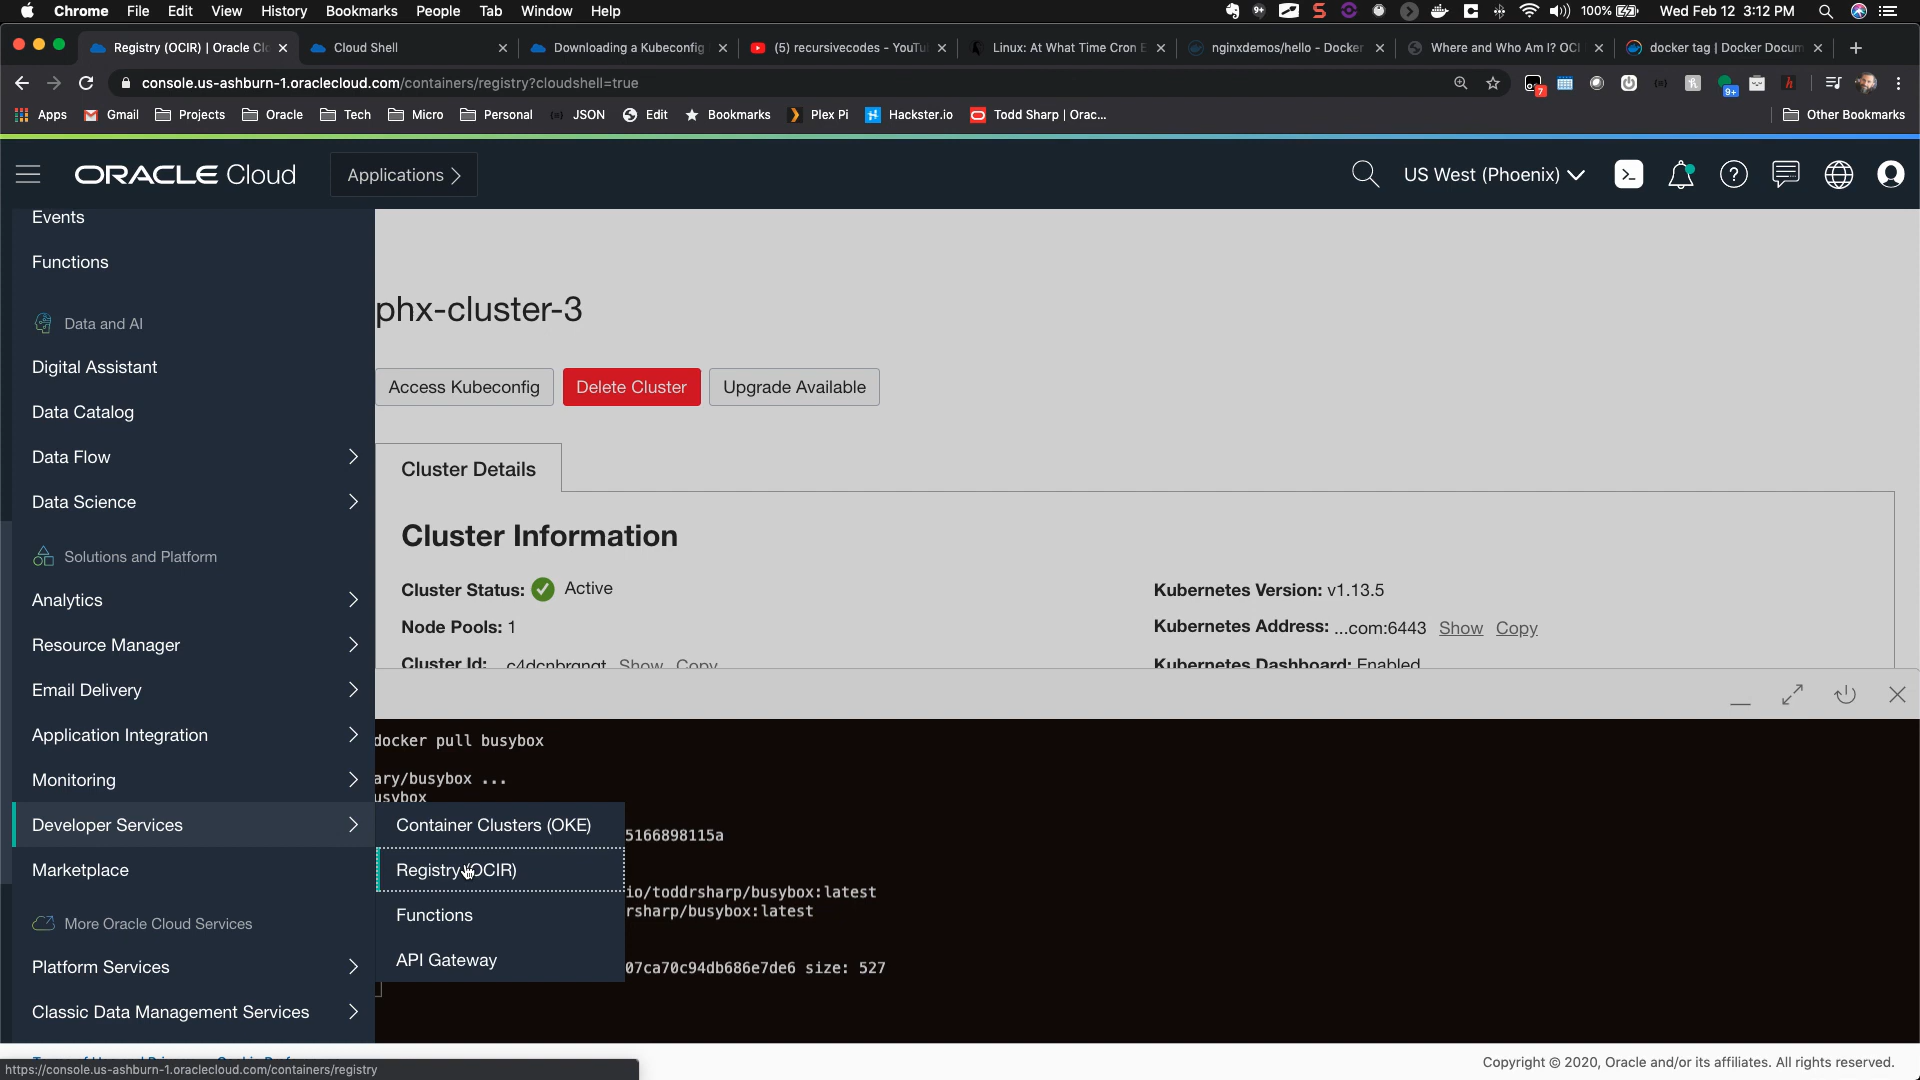 Chrome File Edit View History Bookmarks People Tab Window Help
100%
Wed Feb 12 3:12 PM
Registry (OCIR) | Oracle Clo
Cloud Shell
Downloading a Kubeconfig
(5) recursivecodes - YouTu
Linux: At What Time Cron E
nginxdemos/hello - Docker
Where and Who Am I? OCI
docker tag | Docker Docum
console.us-ashburn-1.oraclecloud.com/containers/registry?cloudshell=true
7
9+
Apps Gmail Projects Oracle Tech Micro Personal JSON Edit Bookmarks Plex Pi Hackster.io Todd Sharp | Orac... Other Bookmarks
ORACLE Cloud
Applications
US West (Phoenix)
Events
Functions
Data and AI
Digital Assistant
Data Catalog
Data Flow
Data Science
Solutions and Platform
Analytics
Resource Manager
Email Delivery
Application Integration
Monitoring
Developer Services
Marketplace
More Oracle Cloud Services
Platform Services
Classic Data Management Services
Container Clusters (OKE)
Registry (OCIR)
Functions
API Gateway
phx-cluster-3
Access Kubeconfig
Delete Cluster
Upgrade Available
Cluster Details
Cluster Information
Cluster Status: Active
Node Pools: 1
Cluster Id: c4dcnbrgnqt Show Copy
Kubernetes Version: v1.13.5
Kubernetes Address: ...com:6443 Show Copy
Kubernetes Dashboard: Enabled
docker pull busybox
ary/busybox ...
usybox
5166898115a
io/toddrsharp/busybox:latest
rsharp/busybox:latest
07ca70c94db686e7de6 size: 527
https://console.us-ashburn-1.oraclecloud.com/containers/registry
Copyright © 2020, Oracle and/or its affiliates. All rights reserved.